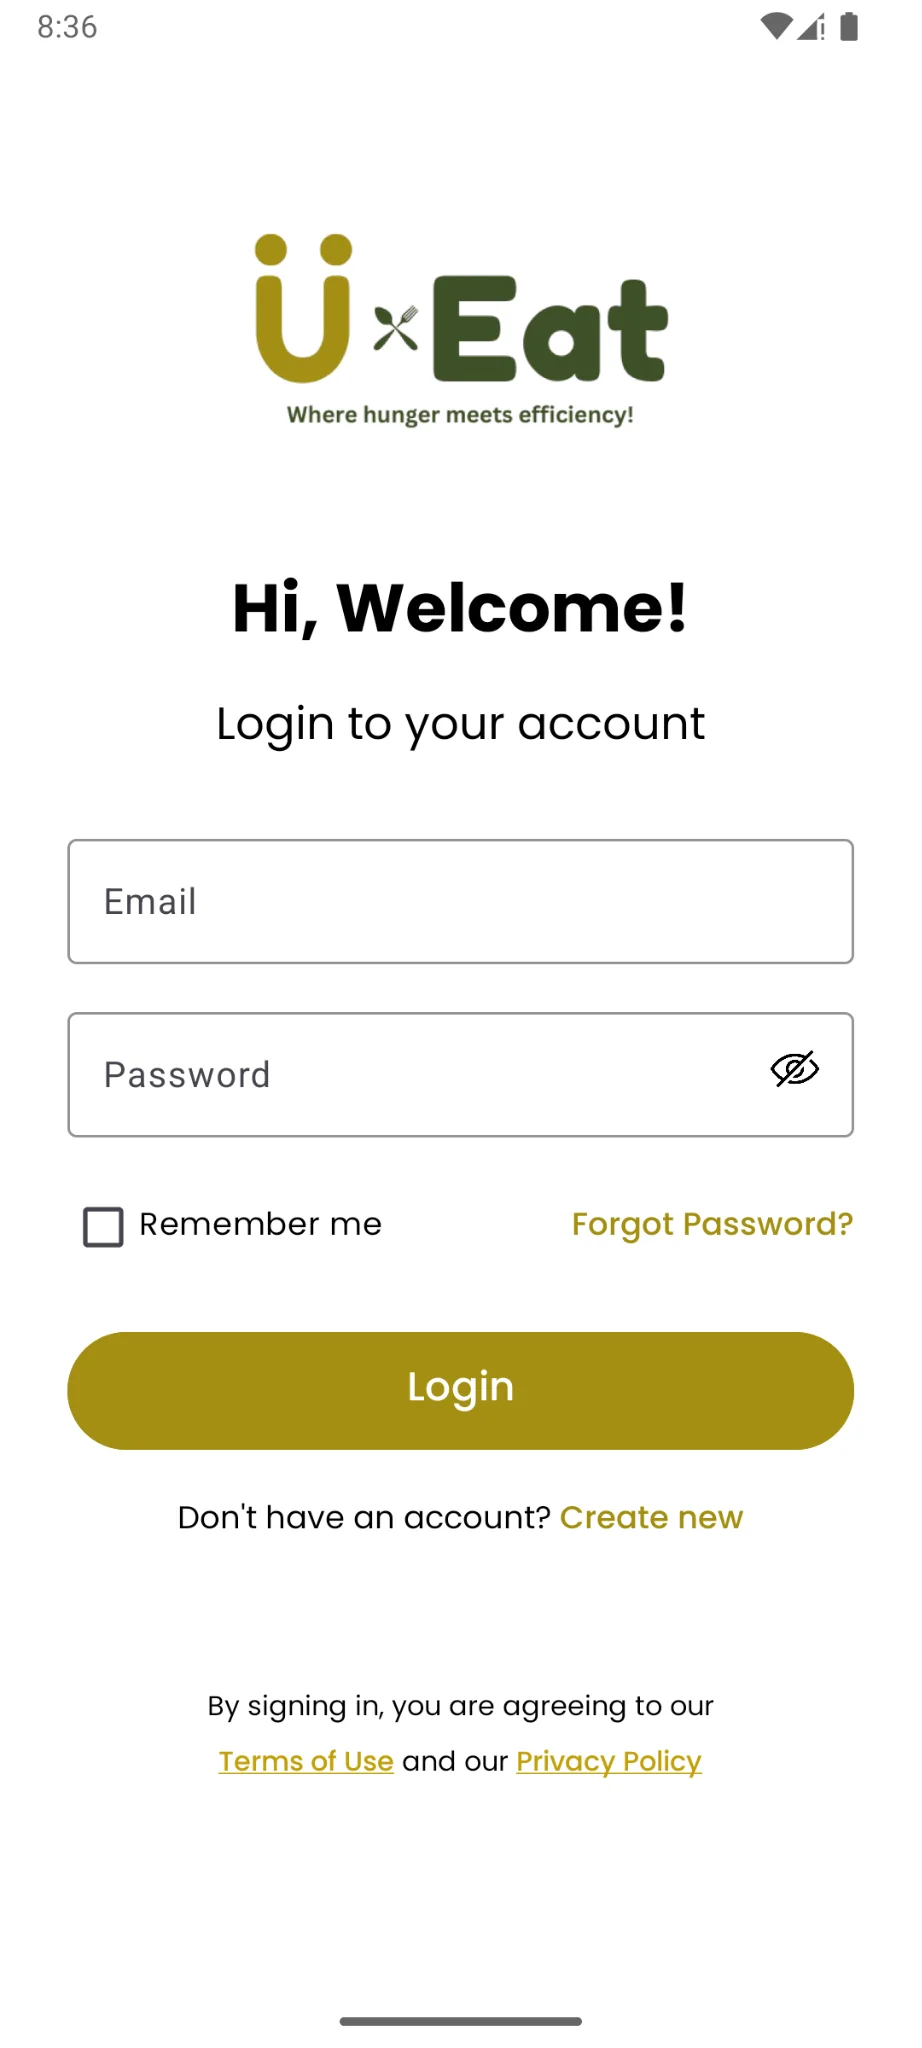 8:36
Ü Eat
Where hunger meets efficiency!
Hi, Welcome!
Login to your account
Email
Password
Remember me Forgot Password?
Login
Don't have an account? Create new
By signing in, you are agreeing to our
Terms of Use and our Privacy Policy